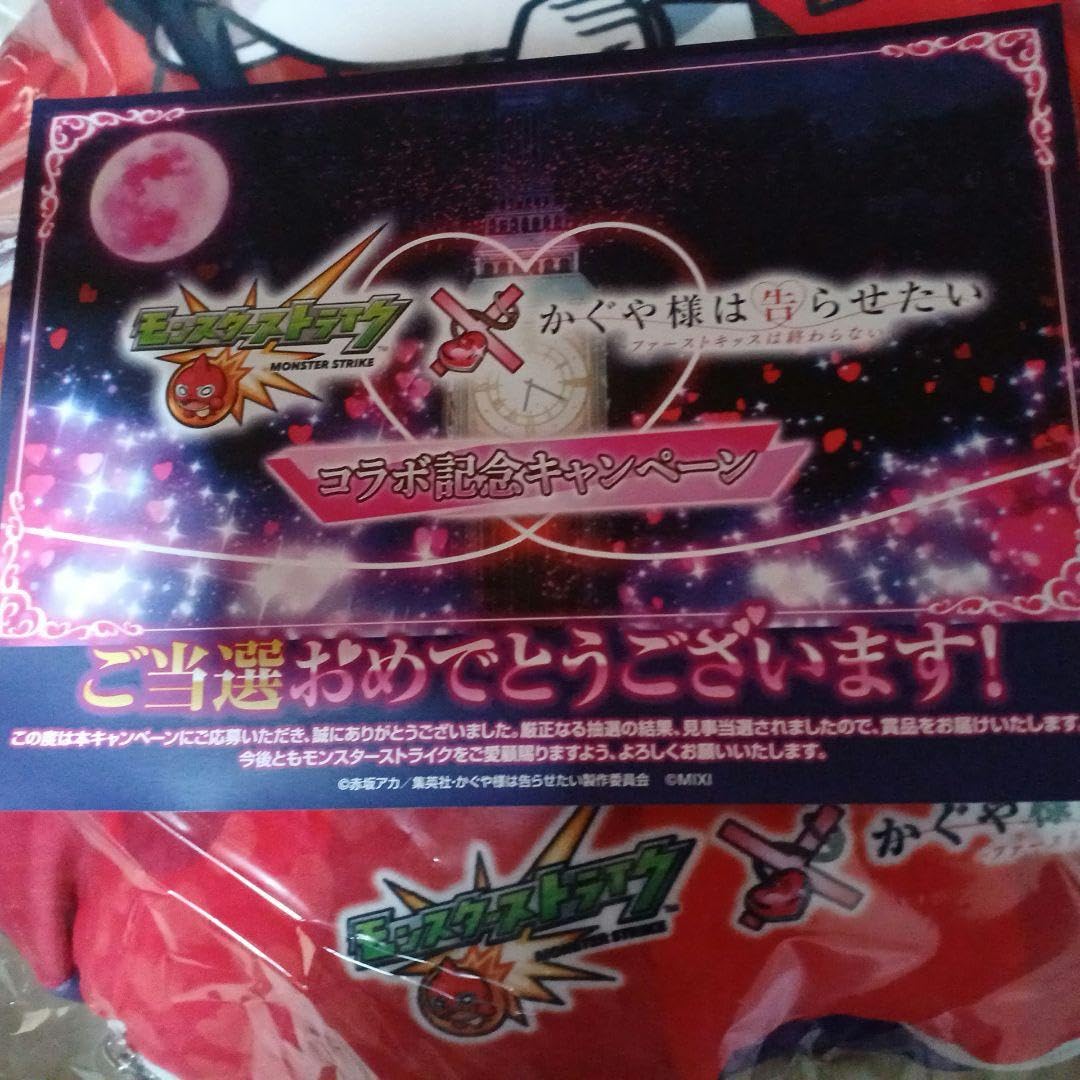 モンスターストライク
MONSTER STRIKE
かぐや様は告らせたい
ファーストキッスは終わらない
コラボ記念キャンペーン
ご当選おめでとうございます!
この度は本キャンペーンにご応募いただき、誠にありがとうございました。厳正なる抽選の結果、見事当選されましたので、賞品をお届けいたします。
今後ともモンスターストライクをご愛顧賜りますよう、よろしくお願いいたします。
©赤坂アカ/集英社・かぐや様は告らせたい製作委員会 ©MIXI
モンスターストライク
MONSTER STRIKE
かぐや様
ファースト